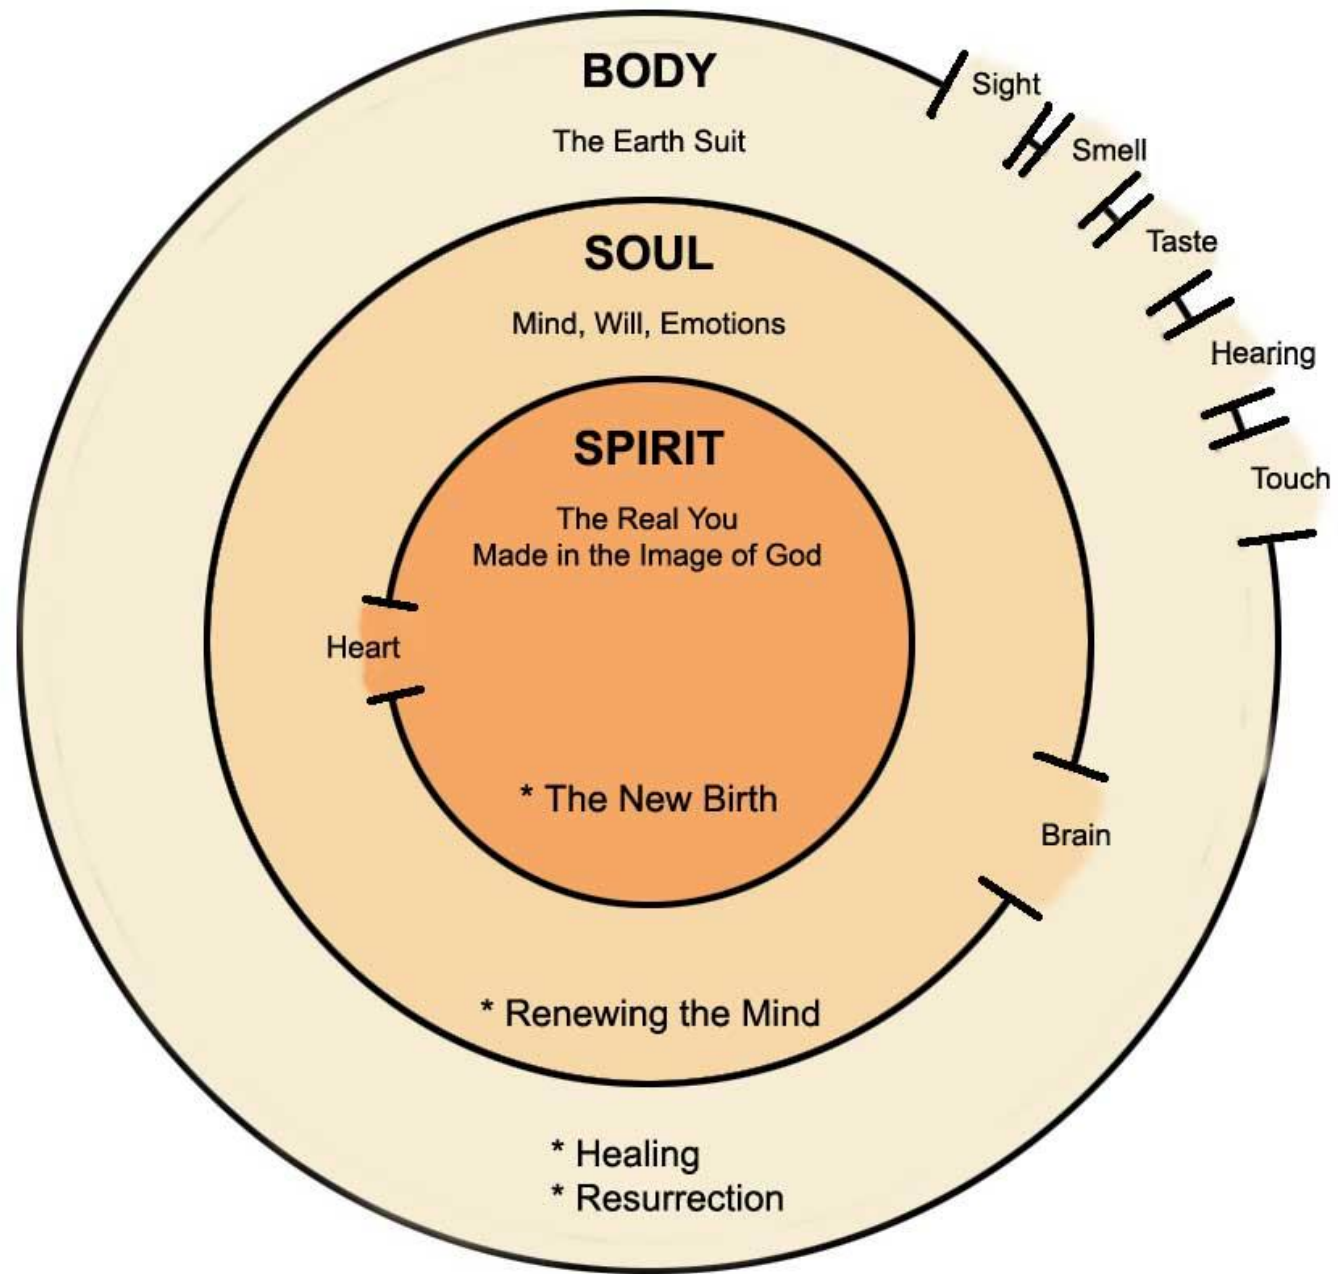 BODY
The Earth Suit
Sight
Smell
Taste
Hearing
Touch
SOUL
Mind, Will, Emotions
SPIRIT
The Real You
Made in the Image of God
Heart
* The New Birth
Brain
* Renewing the Mind
* Healing
* Resurrection